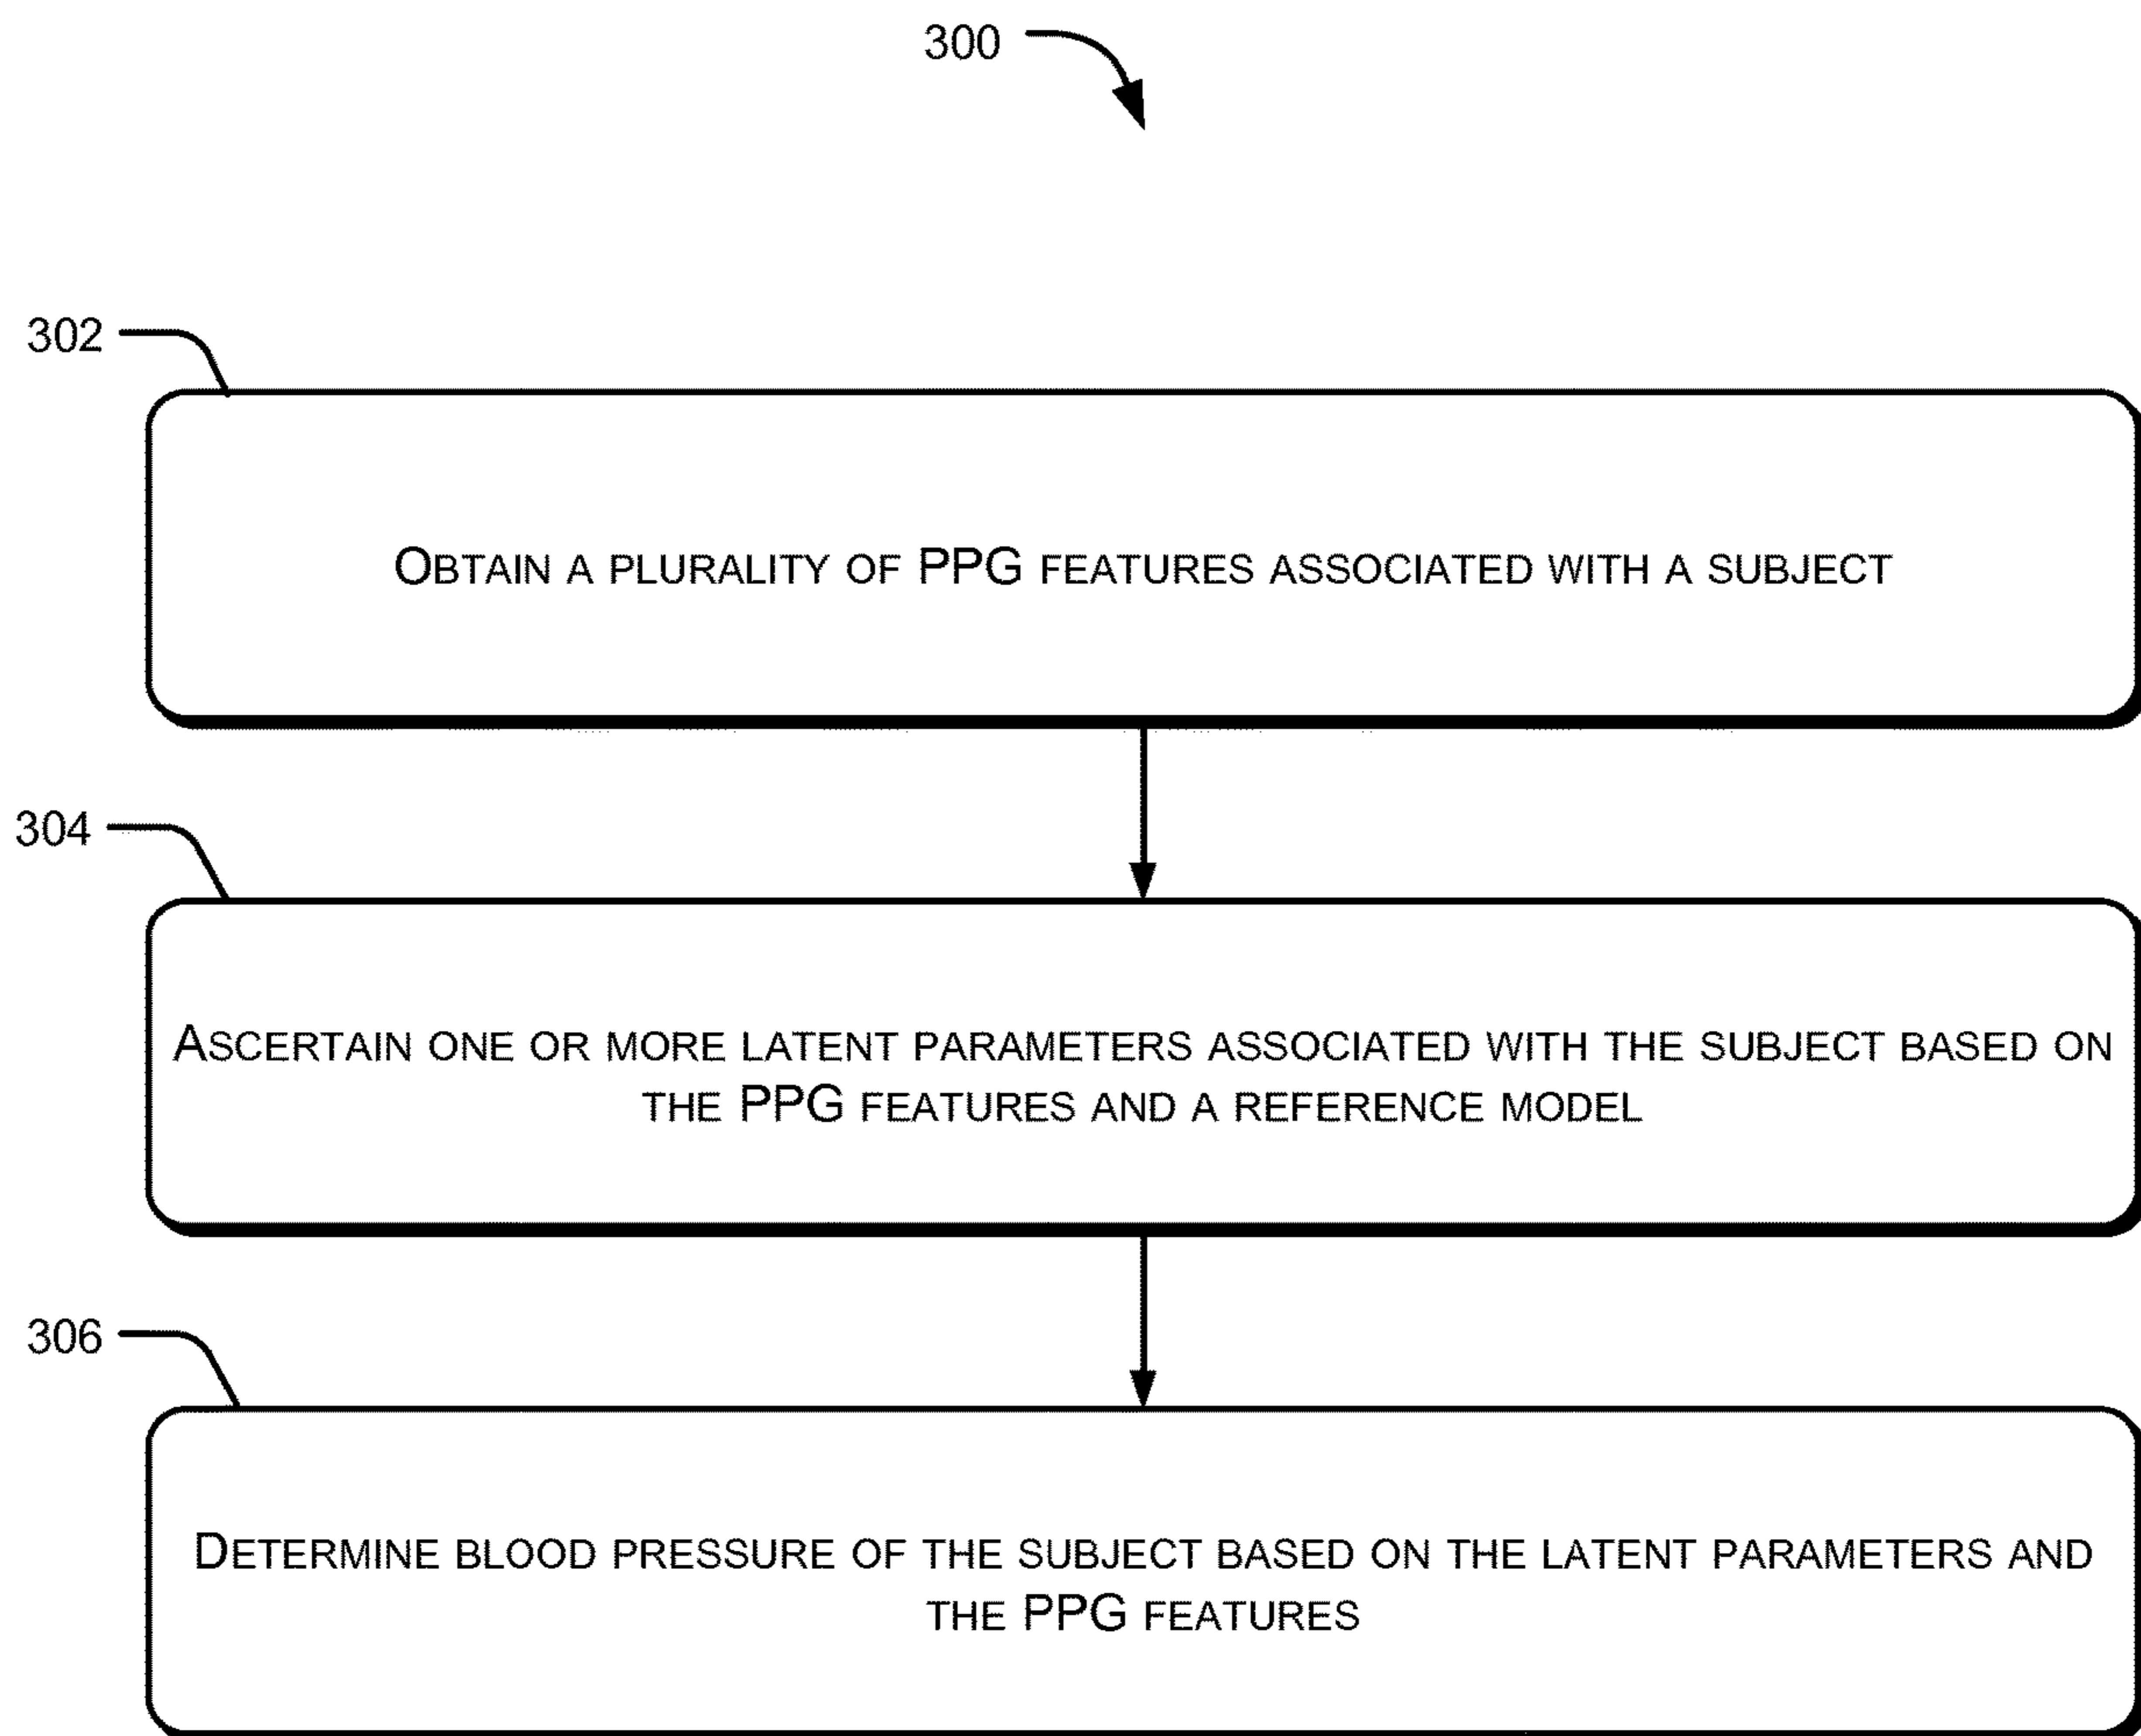 300
302
OBTAIN A PLURALITY OF PPG FEATURES ASSOCIATED WITH A SUBJECT
304
ASCERTAIN ONE OR MORE LATENT PARAMETERS ASSOCIATED WITH THE SUBJECT BASED ON
THE PPG FEATURES AND A REFERENCE MODEL
306
DETERMINE BLOOD PRESSURE OF THE SUBJECT BASED ON THE LATENT PARAMETERS AND
THE PPG FEATURES